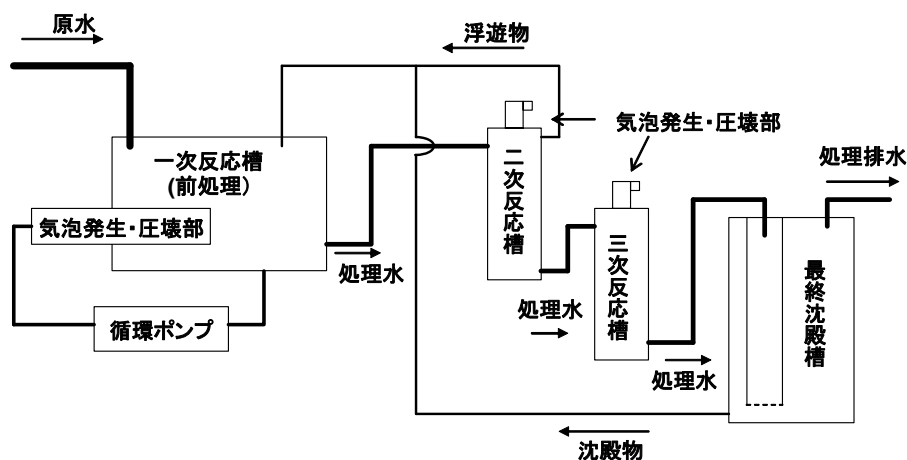 原水
浮遊物
気泡発生・圧壊部
一次反応槽
(前処理)
気泡発生・圧壊部
循環ポンプ
処理水
二次反応槽
処理水
三次反応槽
処理水
処理排水
最終沈殿槽
沈殿物